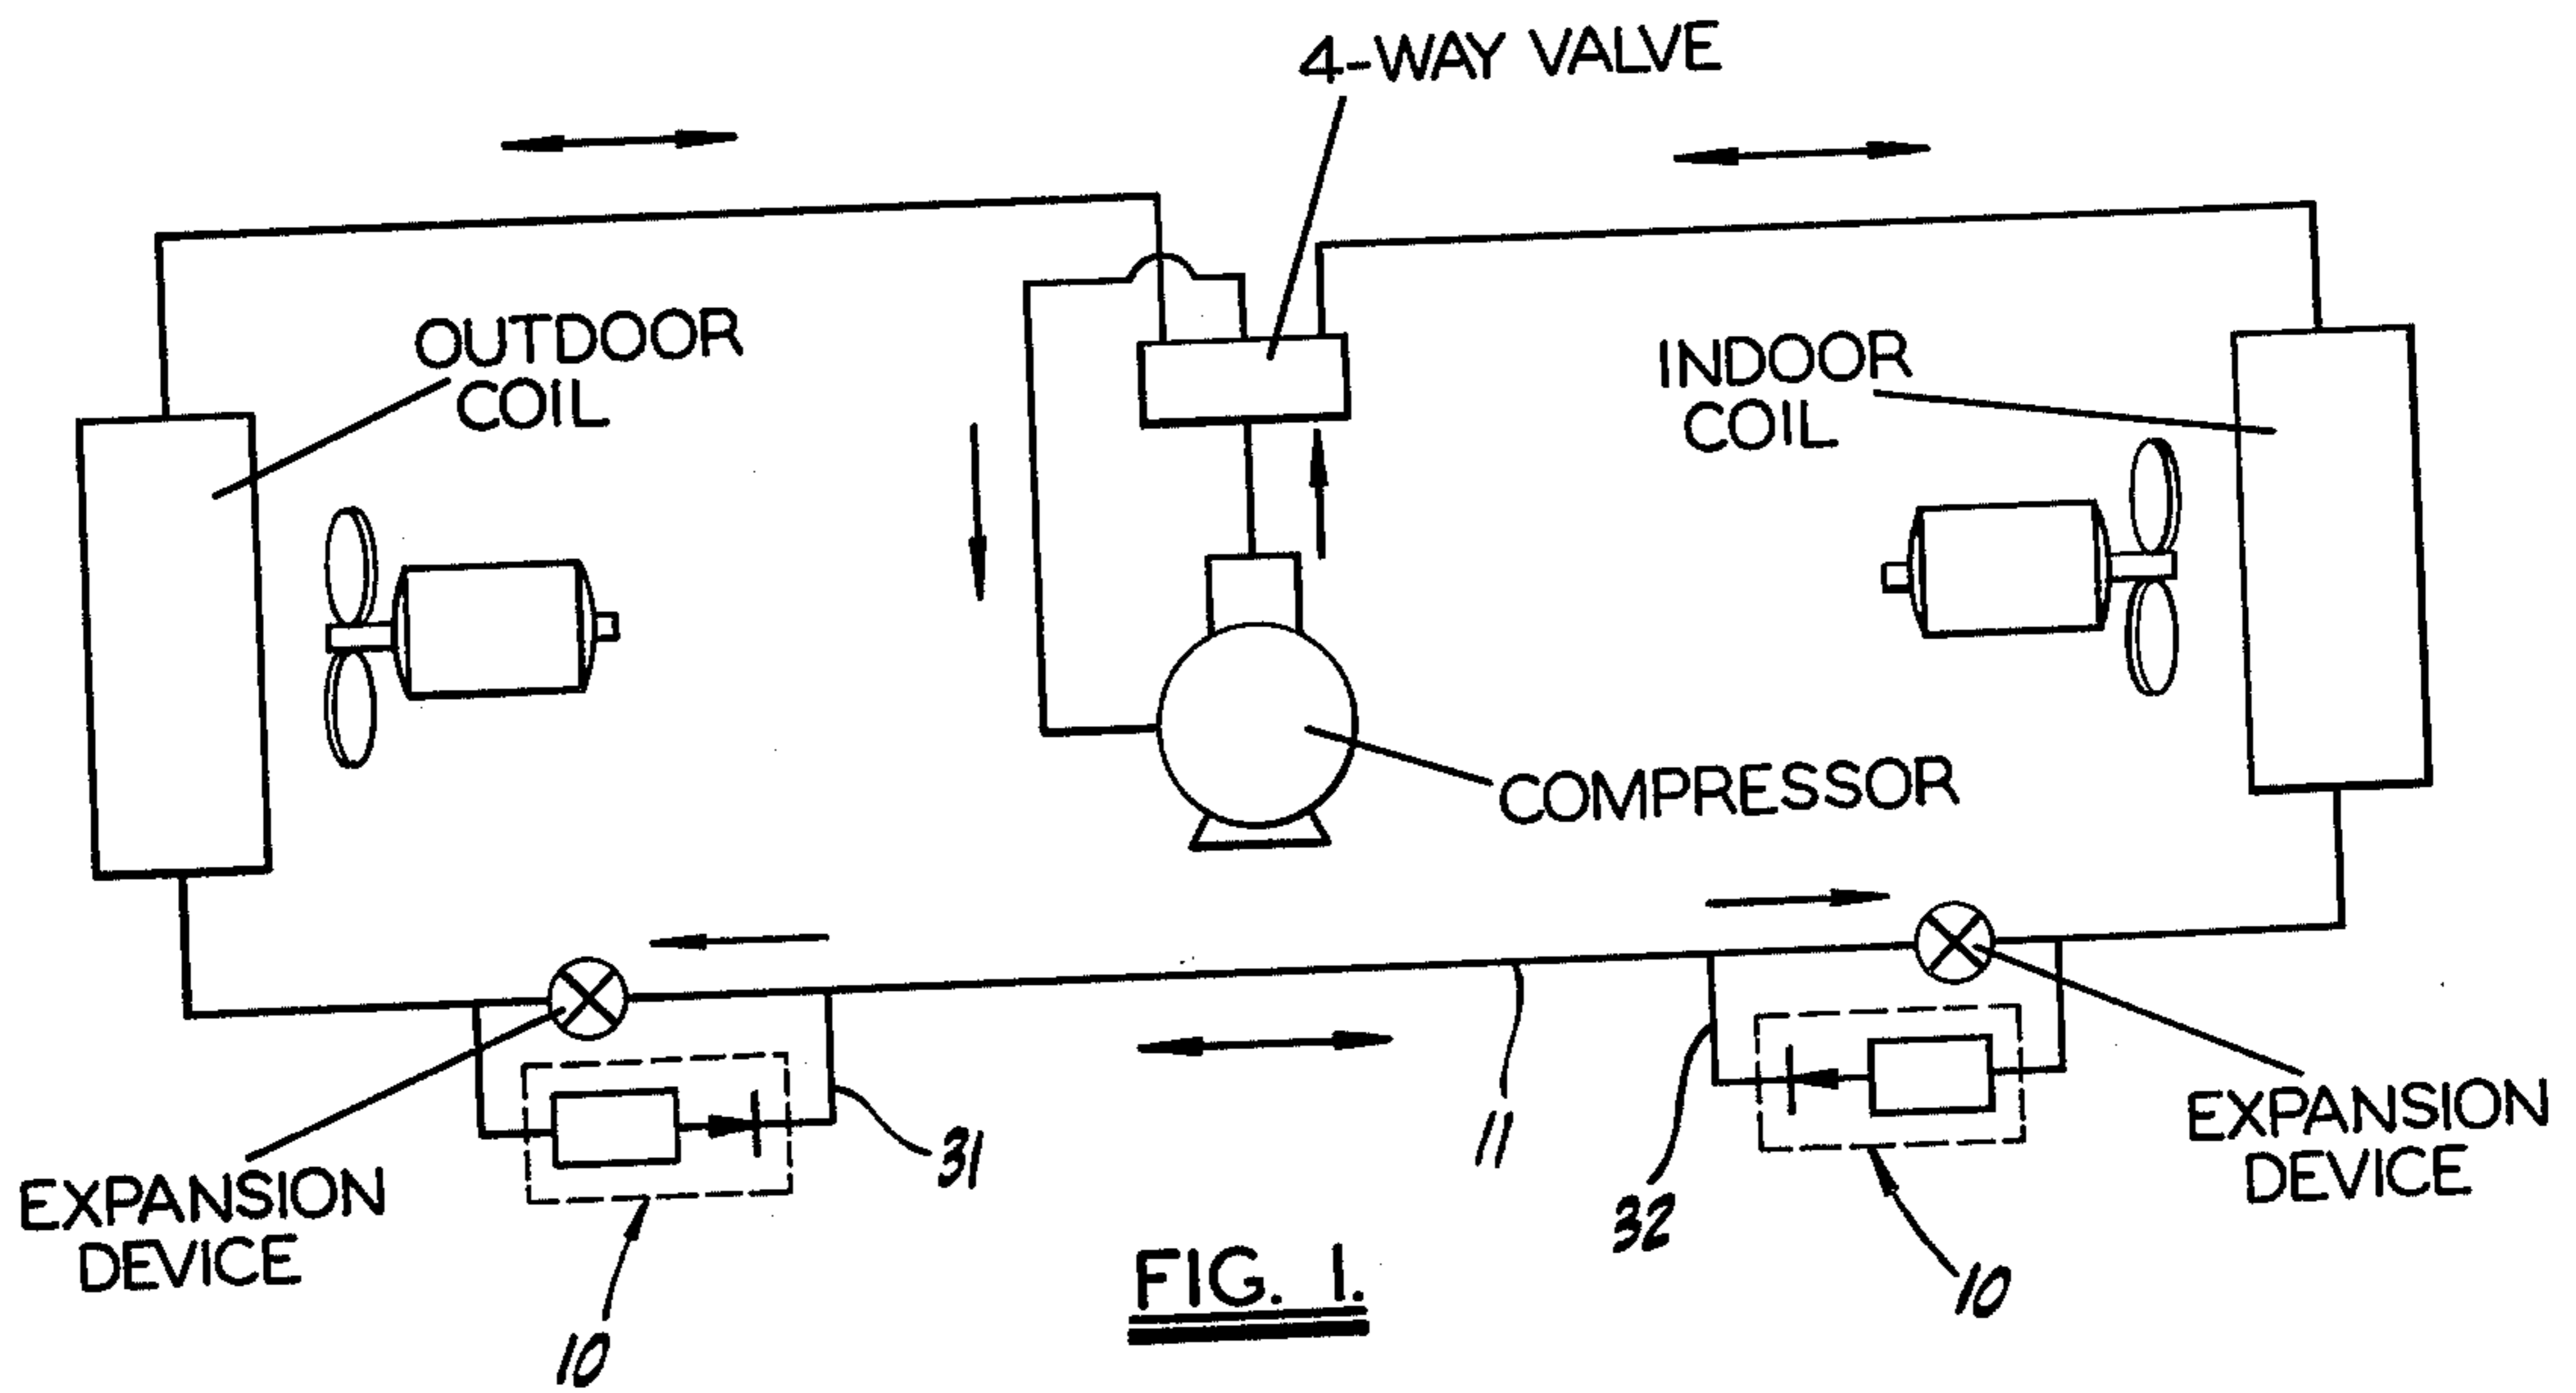 4-WAY VALVE
OUTDOOR
COIL
INDOOR
COIL
COMPRESSOR
EXPANSION
DEVICE
31
10
11
32
10
EXPANSION
DEVICE
FIG. 1.